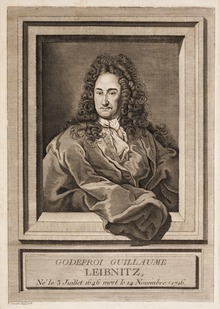 GODEFROI GUILLAUME
LEIBNITZ,
Né le 3 Juillet 1646 mort le 14 Novembre 1716.